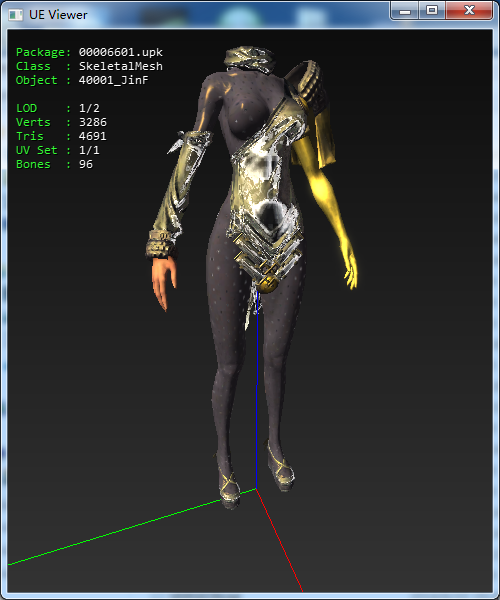 UE Viewer
Package: 00006601.upk
Class  : SkeletalMesh
Object : 40001_JinF
LOD    : 1/2
Verts  : 3286
Tris   : 4691
UV Set : 1/1
Bones  : 96